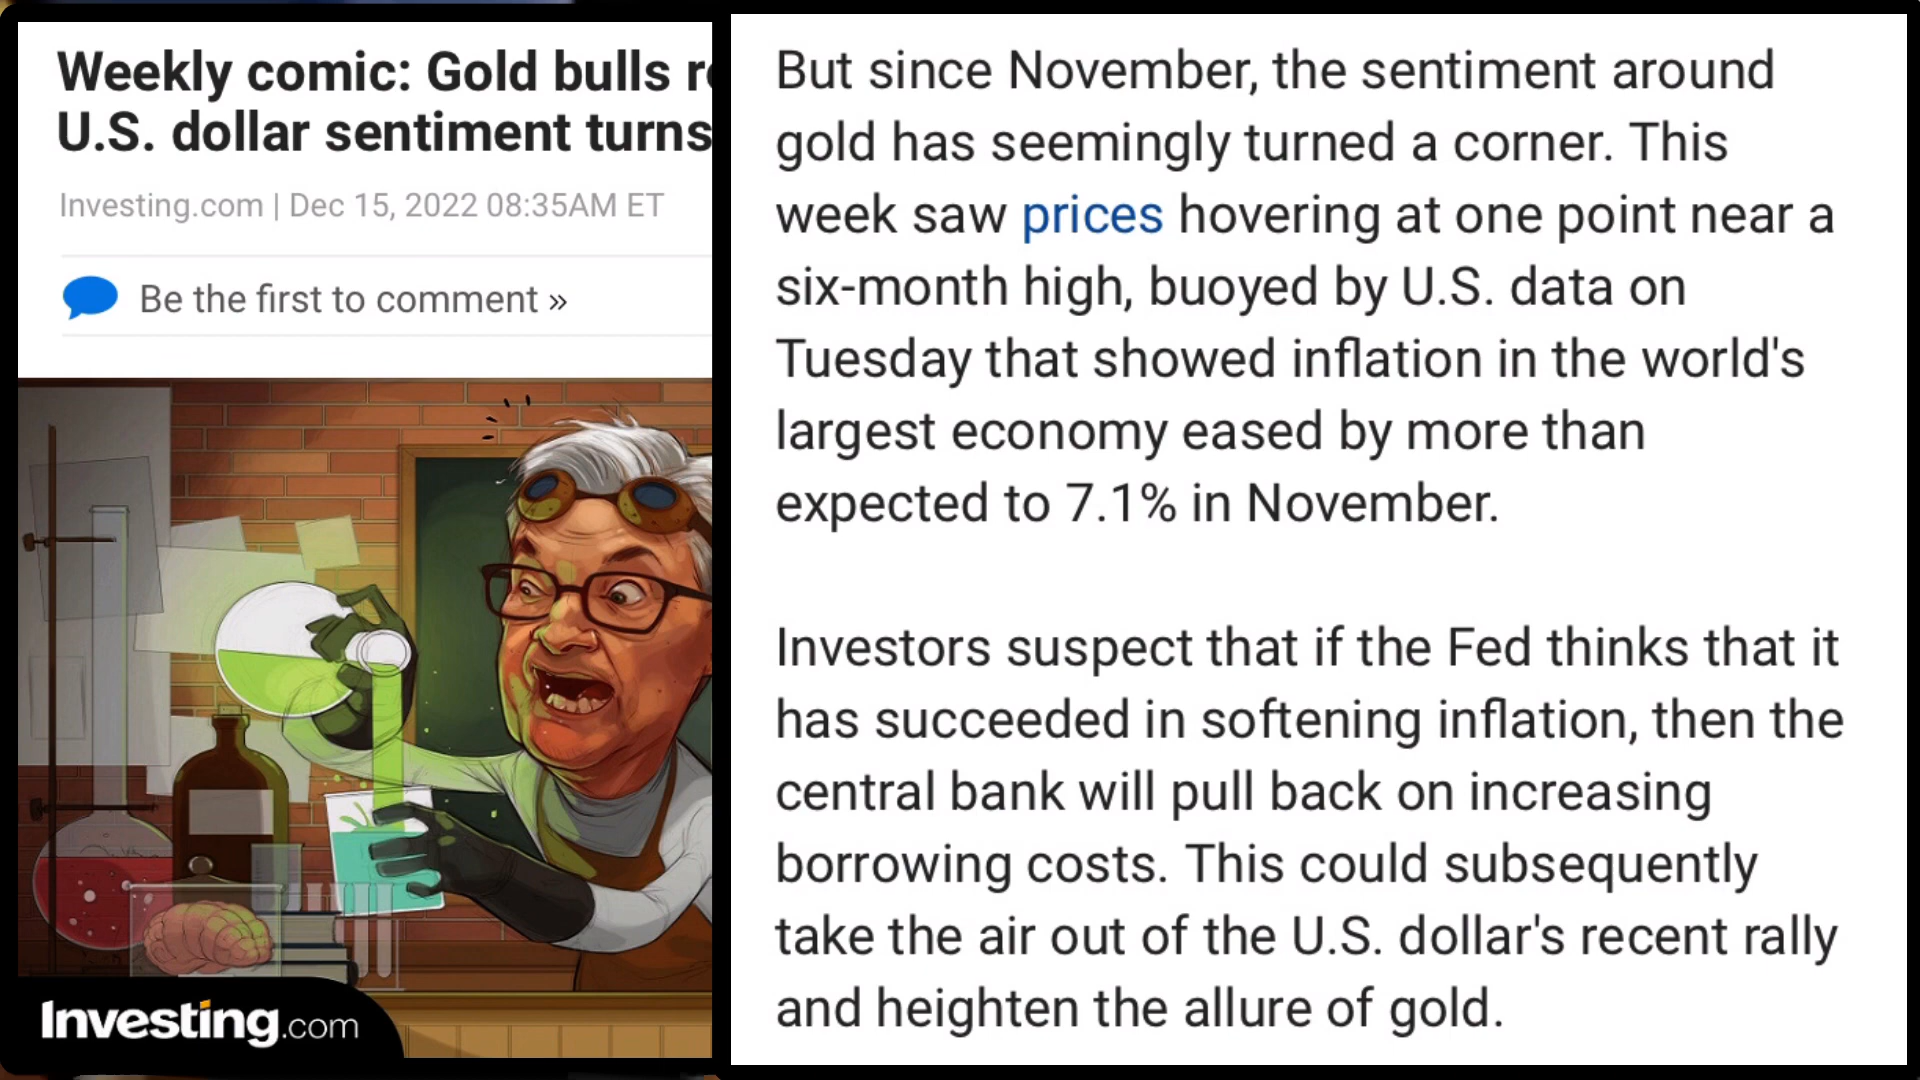 Weekly comic: Gold bulls
U.S. dollar sentiment turns
Investing.com | Dec 15, 2022 08:35AM ET
Be the first to comment »
Investing.com
But since November, the sentiment around
gold has seemingly turned a corner. This
week saw prices hovering at one point near a
six-month high, buoyed by U.S. data on
Tuesday that showed inflation in the world's
largest economy eased by more than
expected to 7.1% in November.
Investors suspect that if the Fed thinks that it
has succeeded in softening inflation, then the
central bank will pull back on increasing
borrowing costs. This could subsequently
take the air out of the U.S. dollar's recent rally
and heighten the allure of gold.